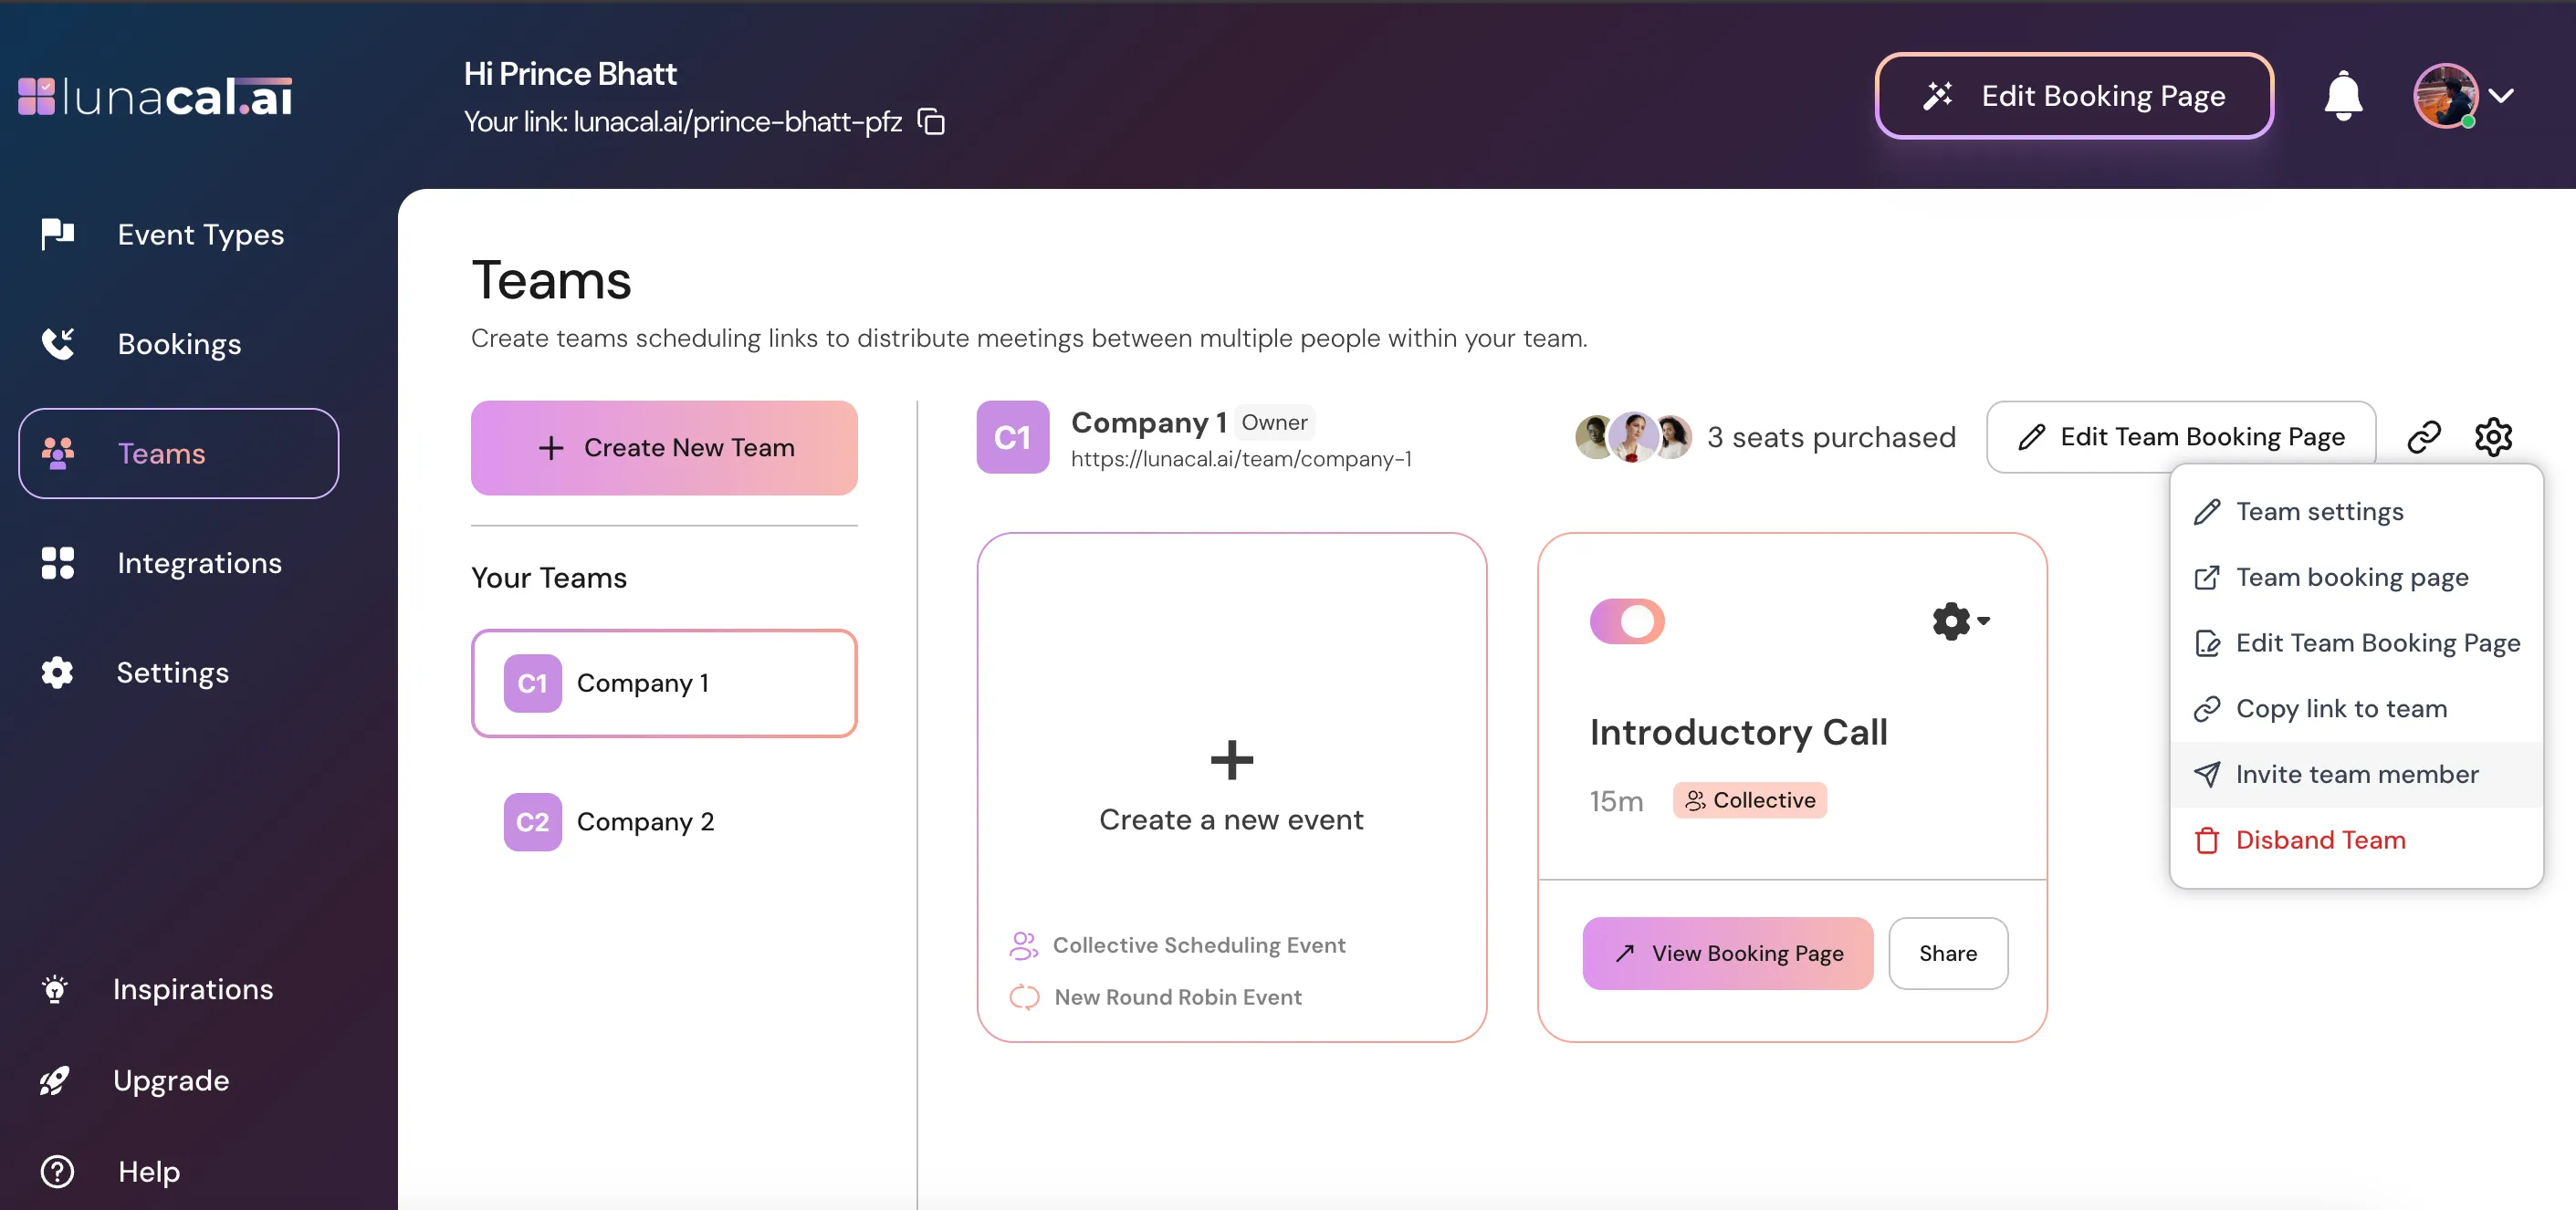 lunacal.ai
Hi Prince Bhatt
Your link: lunacal.ai/prince-bhatt-pfz
Edit Booking Page
Event Types
Bookings
Teams
Integrations
Settings
Inspirations
Upgrade
Help
Teams
Create teams scheduling links to distribute meetings between multiple people within your team.
Create New Team
Your Teams
C1 Company 1
C2 Company 2
C1
Company 1 Owner
https://lunacal.ai/team/company-1
3 seats purchased
Edit Team Booking Page
Create a new event
Collective Scheduling Event
New Round Robin Event
Introductory Call
15m Collective
View Booking Page
Share
Team settings
Team booking page
Edit Team Booking Page
Copy link to team
Invite team member
Disband Team